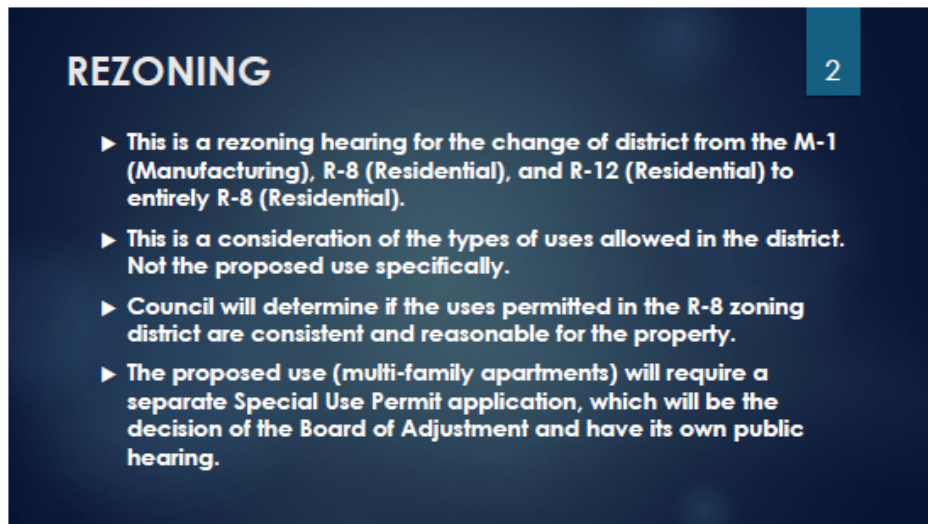 REZONING
2
▶ This is a rezoning hearing for the change of district from the M-1
(Manufacturing), R-8 (Residential), and R-12 (Residential) to
entirely R-8 (Residential).
▶ This is a consideration of the types of uses allowed in the district.
Not the proposed use specifically.
▶ Council will determine if the uses permitted in the R-8 zoning
district are consistent and reasonable for the property.
▶ The proposed use (multi-family apartments) will require a
separate Special Use Permit application, which will be the
decision of the Board of Adjustment and have its own public
hearing.